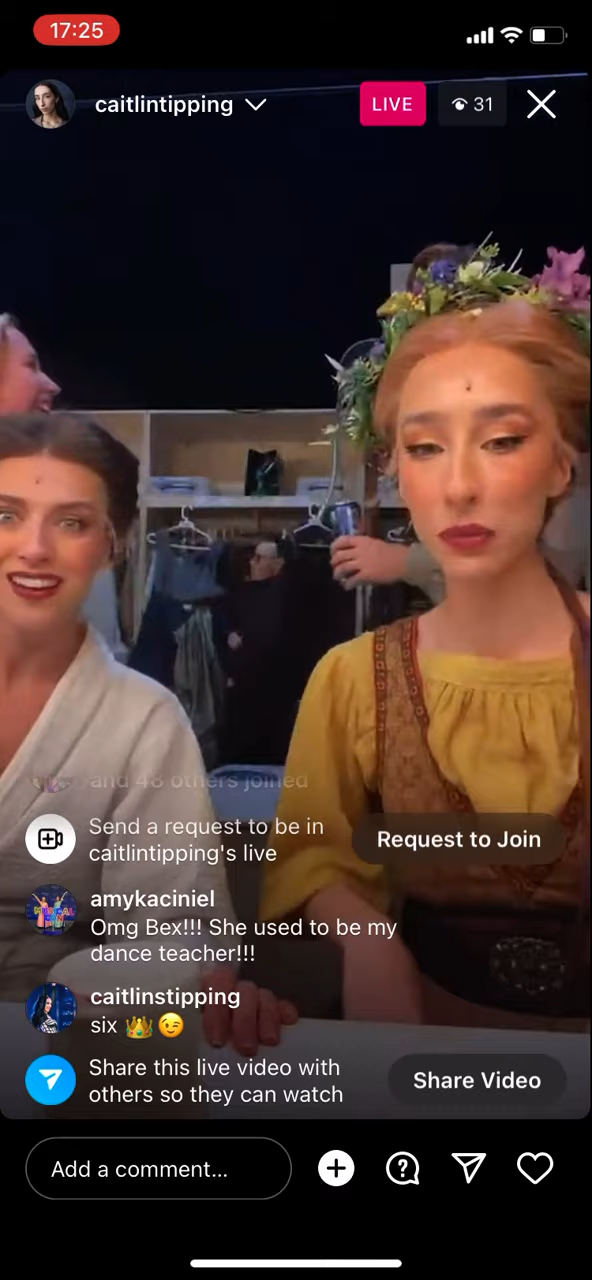 17:25
caitlintipping
LIVE
31
and 48 others joined
Send a request to be in
caitlintipping's live
Request to Join
amykaciniel
Omg Bex!!! She used to be my
dance teacher!!!
caitlinstipping
six 👑😉
Share this live video with
others so they can watch
Share Video
Add a comment...